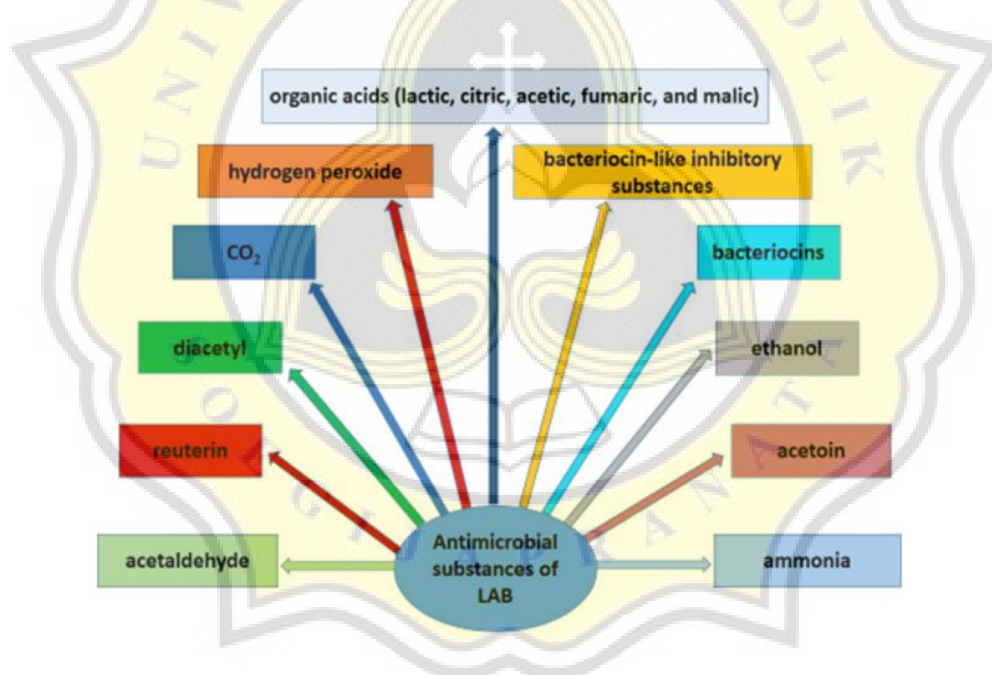 organic acids (lactic, citric, acetic, fumaric, and malic)
hydrogen peroxide
bacteriocin-like inhibitory
substances
CO₂
bacteriocins
diacetyl
ethanol
reuterin
acetoin
Antimicrobial
substances of
LAB
acetaldehyde
ammonia